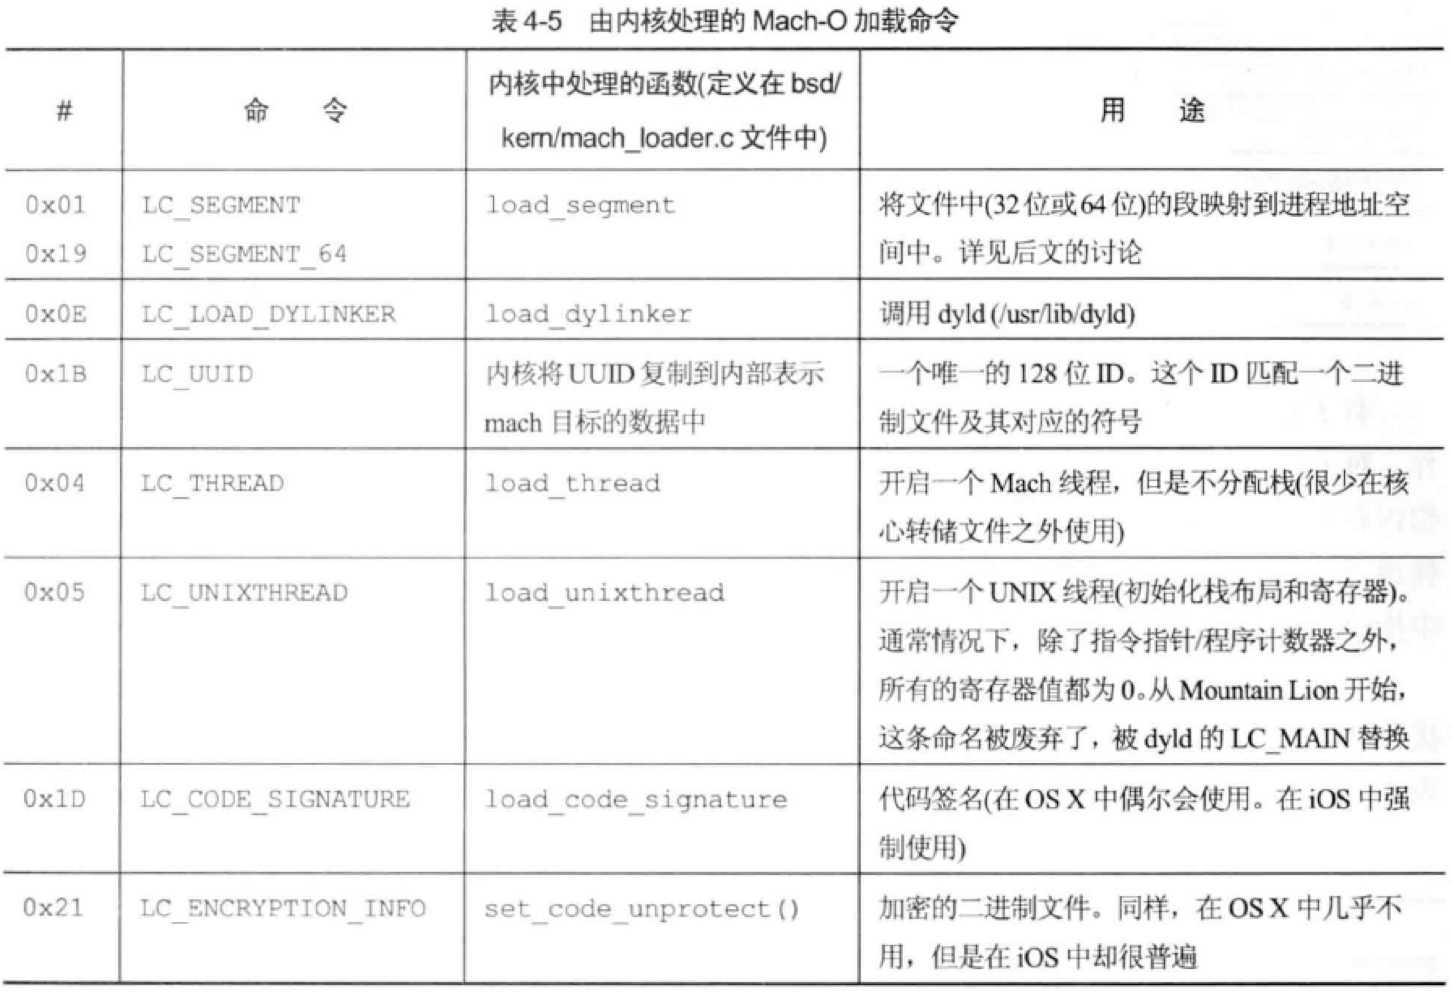 表 4-5 由内核处理的 Mach-O 加载命令
#
命 令
内核中处理的函数(定义在 bsd/
kern/mach_loader.c 文件中)
用 途
0x01
LC_SEGMENT
load_segment
将文件中(32 位或 64 位)的段映射到进程地址空
0x19
LC_SEGMENT_64
间中。详见后文的讨论
0x0E
LC_LOAD_DYLINKER
load_dylinker
调用 dyld (/usr/lib/dyld)
0x1B
LC_UUID
内核将 UUID 复制到内部表示
mach 目标的数据中
一个唯一的 128 位 ID。这个 ID 匹配一个二进
制文件及其对应的符号
0x04
LC_THREAD
load_thread
开启一个 Mach 线程，但是不分配栈(很少在核
心转储文件之外使用)
0x05
LC_UNIXTHREAD
load_unixthread
开启一个 UNIX 线程(初始化栈布局和寄存器)。
通常情况下，除了指令指针/程序计数器之外，
所有的寄存器值都为 0。从 Mountain Lion 开始，
这条命名被废弃了，被 dyld 的 LC_MAIN 替换
0x1D
LC_CODE_SIGNATURE
load_code_signature
代码签名(在 OS X 中偶尔会使用。在 iOS 中强
制使用)
0x21
LC_ENCRYPTION_INFO
set_code_unprotect()
加密的二进制文件。同样，在 OS X 中几乎不
用，但是在 iOS 中却很普遍